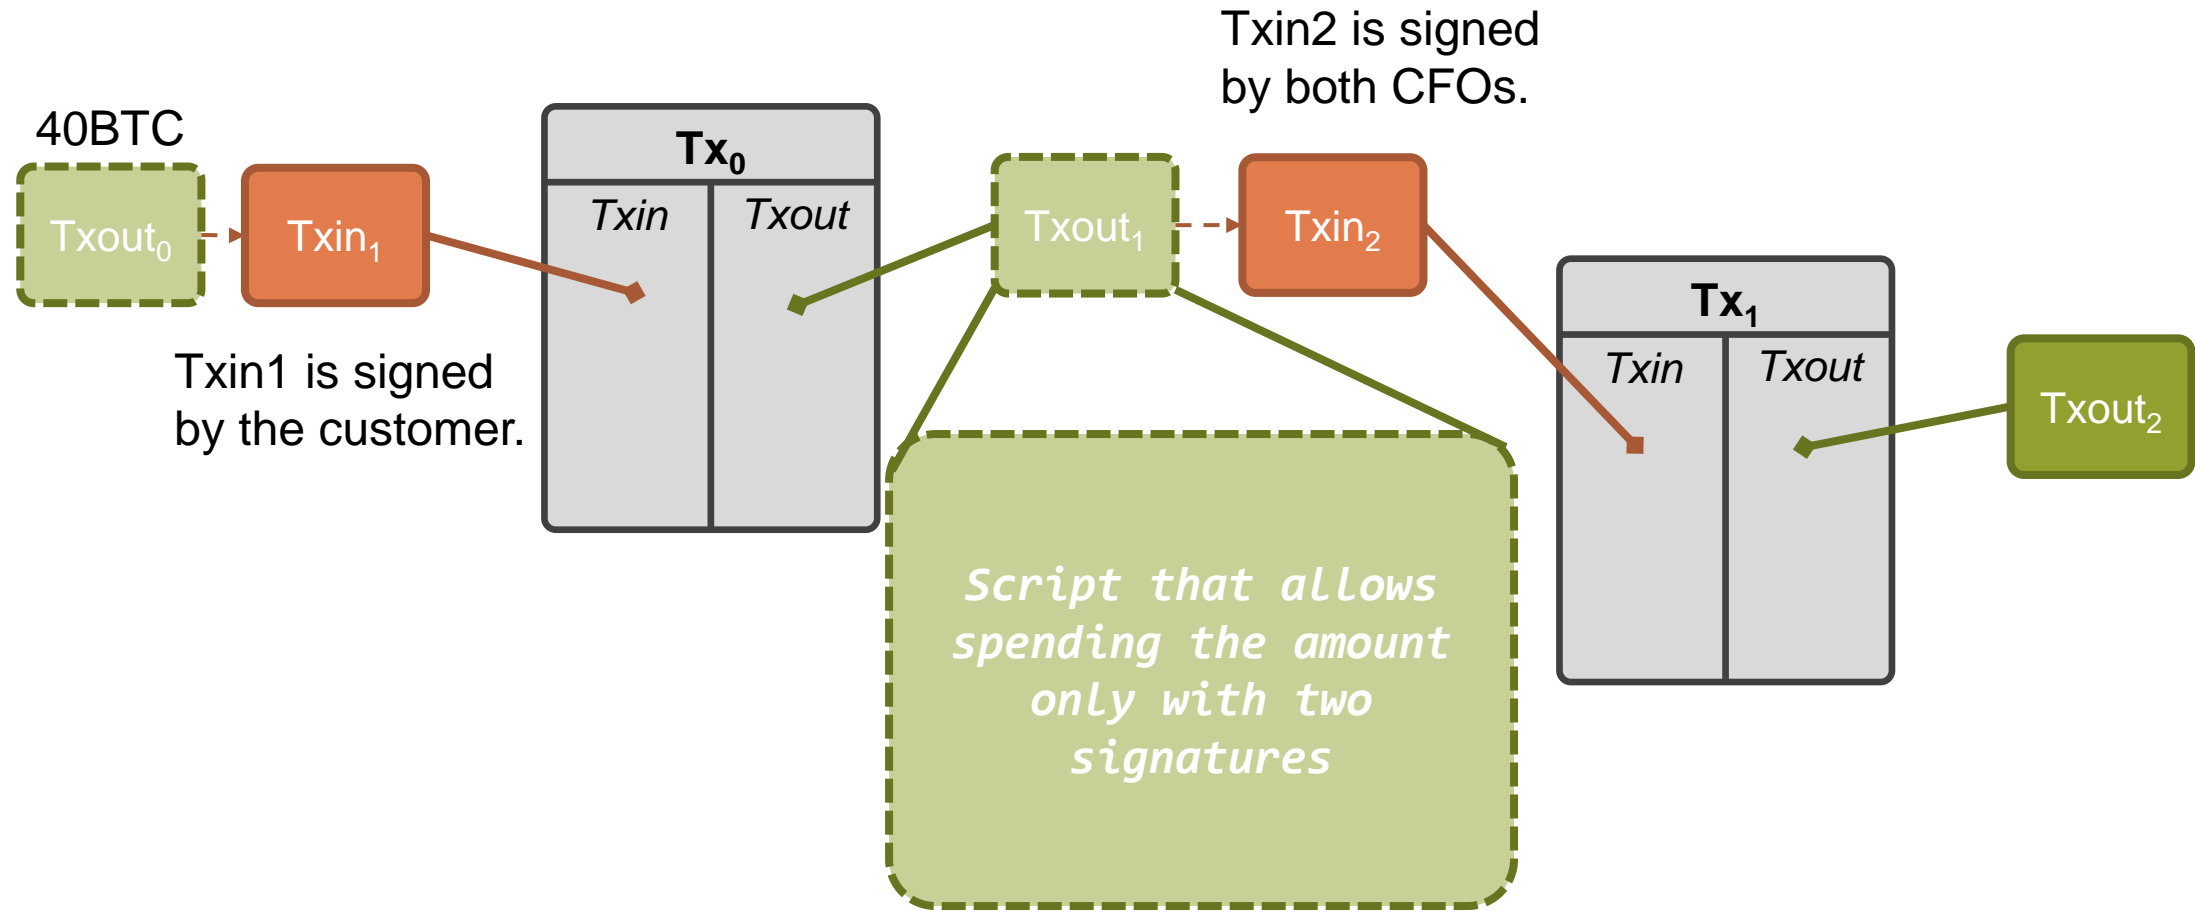 Txin2 is signed
by both CFOs.
40BTC
Txout₀
Txin₁
Tx₀
Txin
Txout
Txout₁
Txin₂
Txin1 is signed
by the customer.
Tx₁
Txin
Txout
Txout₂
Script that allows
spending the amount
only with two
signatures